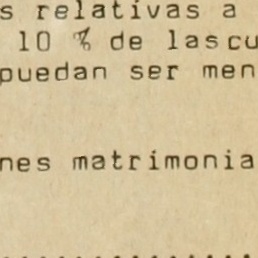 s relativas a
10 % de lascu
puedan ser men
nes matrimonia